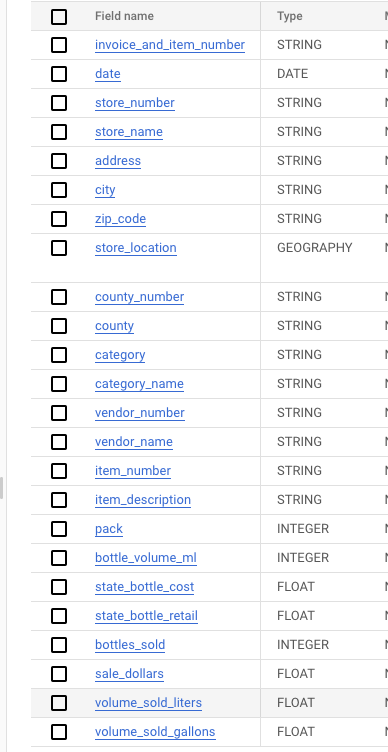 Field name Type
invoice_and_item_number STRING
date DATE
store_number STRING
store_name STRING
address STRING
city STRING
zip_code STRING
store_location GEOGRAPHY
county_number STRING
county STRING
category STRING
category_name STRING
vendor_number STRING
vendor_name STRING
item_number STRING
item_description STRING
pack INTEGER
bottle_volume_ml INTEGER
state_bottle_cost FLOAT
state_bottle_retail FLOAT
bottles_sold INTEGER
sale_dollars FLOAT
volume_sold_liters FLOAT
volume_sold_gallons FLOAT